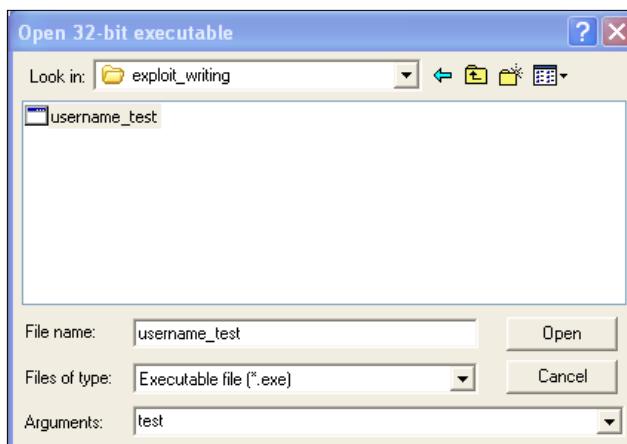 Open 32-bit executable
Look in: exploit_writing
username_test
File name: username_test Open
Files of type: Executable file (*.exe) Cancel
Arguments: test